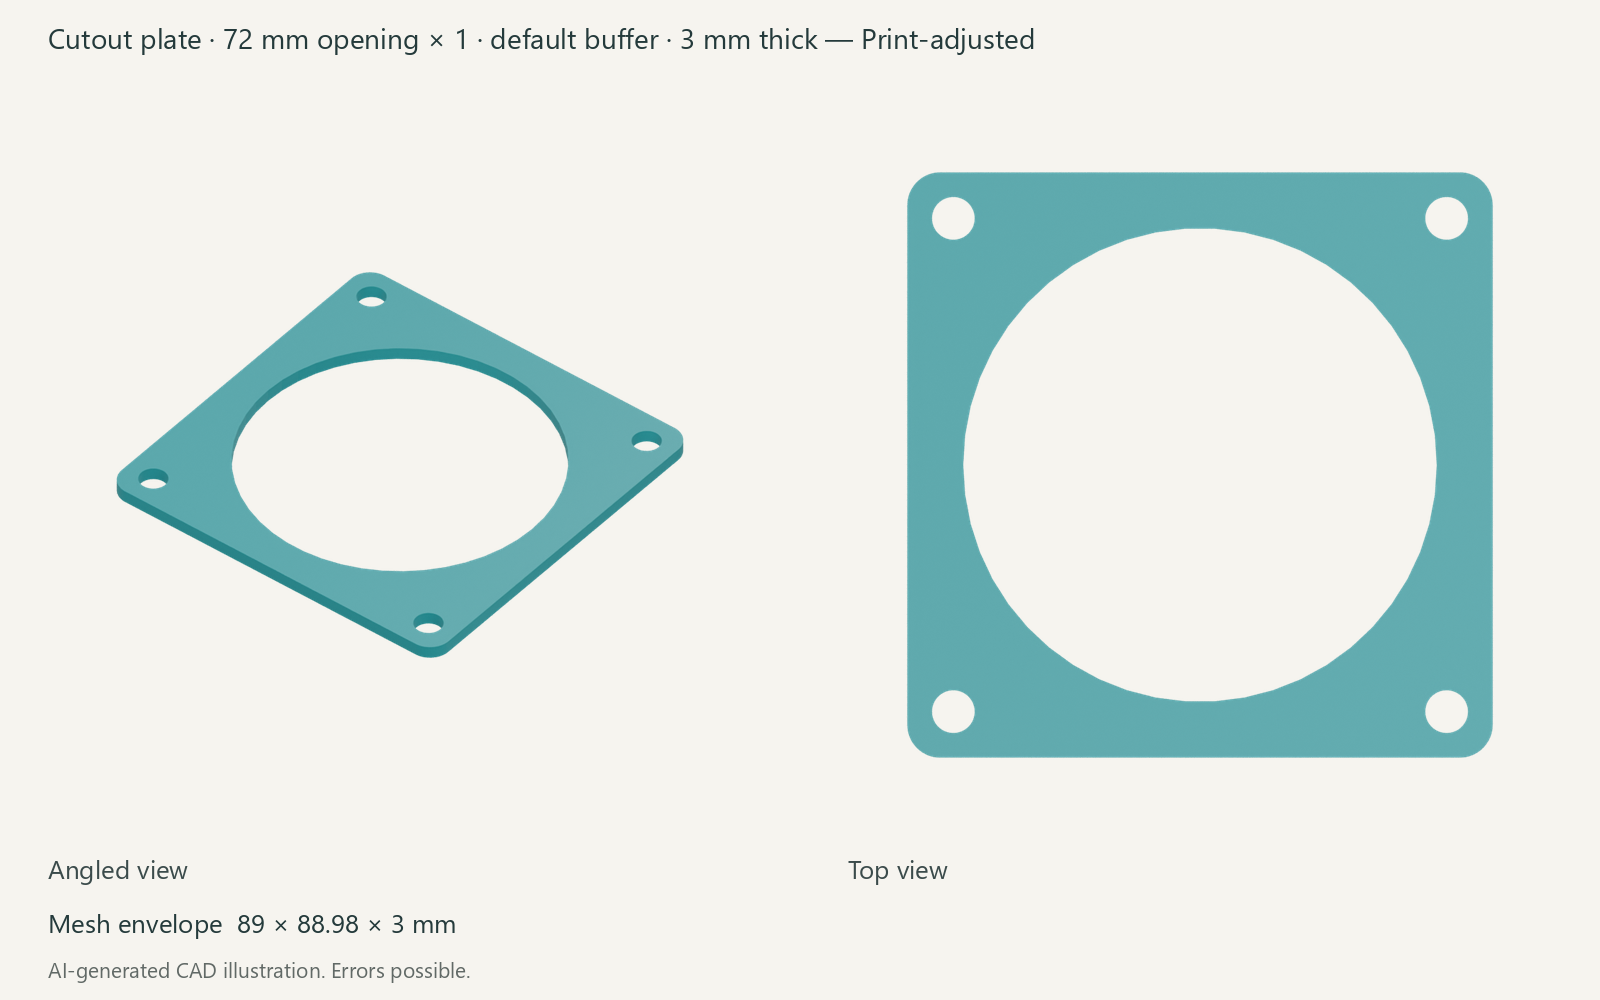 Cutout plate · 72 mm opening × 1 · default buffer · 3 mm thick — Print-adjusted
Angled view
Top view
Mesh envelope 89 × 88.98 × 3 mm
AI-generated CAD illustration. Errors possible.